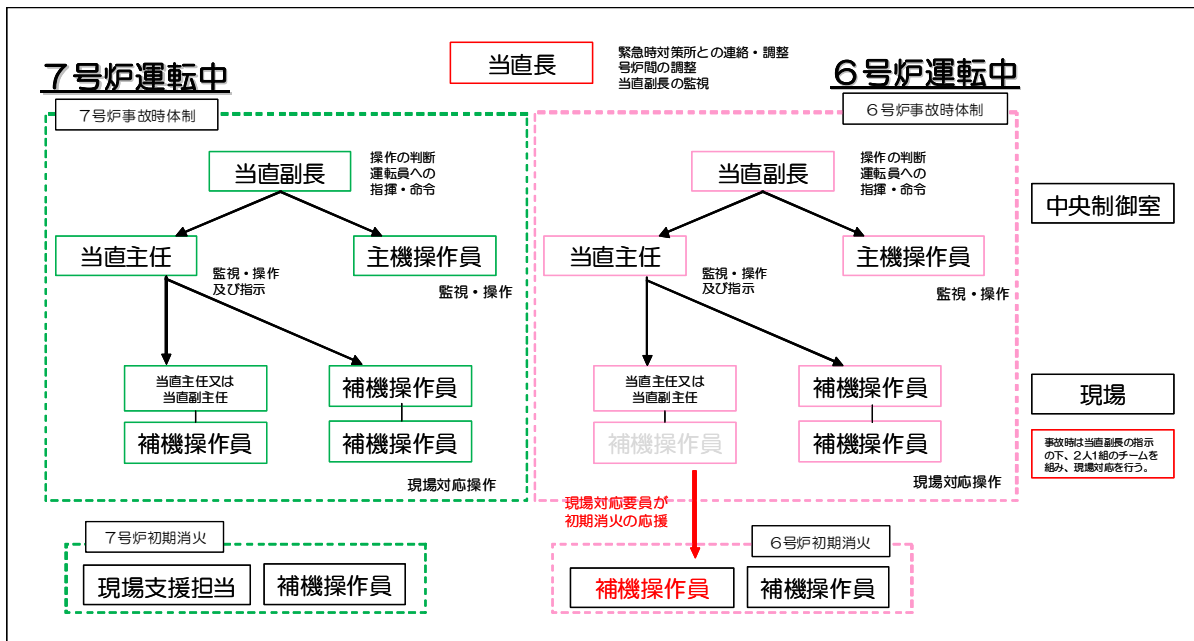 当直長
緊急時対策所との連絡・調整
号炉間の調整
当直副長の監視
７号炉運転中
６号炉運転中
７号炉事故時体制
当直副長
操作の判断
運転員への
指揮・命令
当直主任
主機操作員
監視・操作
及び指示
監視・操作
当直主任又は
当直副主任
補機操作員
補機操作員
補機操作員
現場対応操作
６号炉事故時体制
当直副長
操作の判断
運転員への
指揮・命令
当直主任
主機操作員
監視・操作
及び指示
監視・操作
当直主任又は
当直副主任
補機操作員
補機操作員
補機操作員
現場対応操作
中央制御室
現場
事故時は当直副長の指示
の下、２人1組のチームを
組み、現場対応を行う。
現場対応要員が
初期消火の応援
７号炉初期消火
現場支援担当
補機操作員
６号炉初期消火
補機操作員
補機操作員